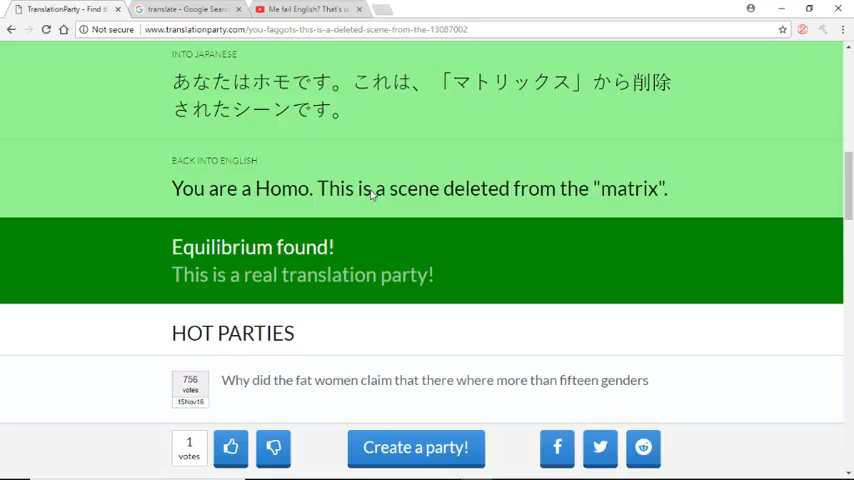 TranslationParty - Find th
translate - Google Search
Me fail English? That's un
Not secure
www.translationparty.com/you-faggots-this-is-a-deleted-scene-from-the-13087002
INTO JAPANESE
あなたはホモです。これは、「マトリックス」から削除
されたシーンです。
BACK INTO ENGLISH
You are a Homo. This is a scene deleted from the "matrix".
Equilibrium found!
This is a real translation party!
HOT PARTIES
756
votes
15Nov18
Why did the fat women claim that there where more than fifteen genders
1
votes
Create a party!